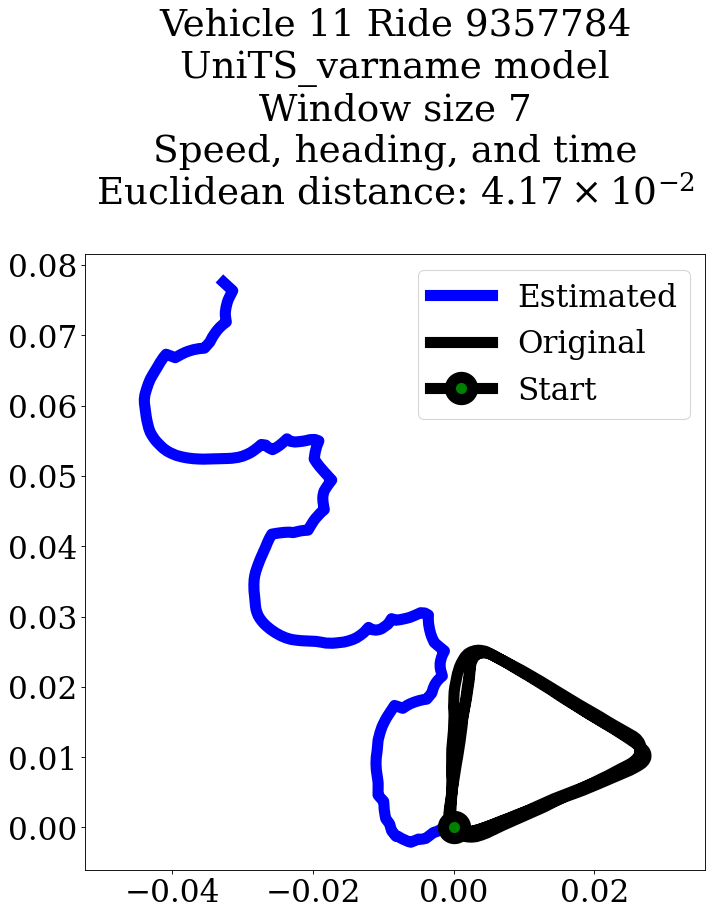 Vehicle 11 Ride 9357784
UniTS_varname model
Window size 7
Speed, heading, and time
Euclidean distance: 4.17 × 10⁻²
Estimated
Original
Start
0.08
0.07
0.06
0.05
0.04
0.03
0.02
0.01
0.00
−0.04 −0.02 0.00 0.02